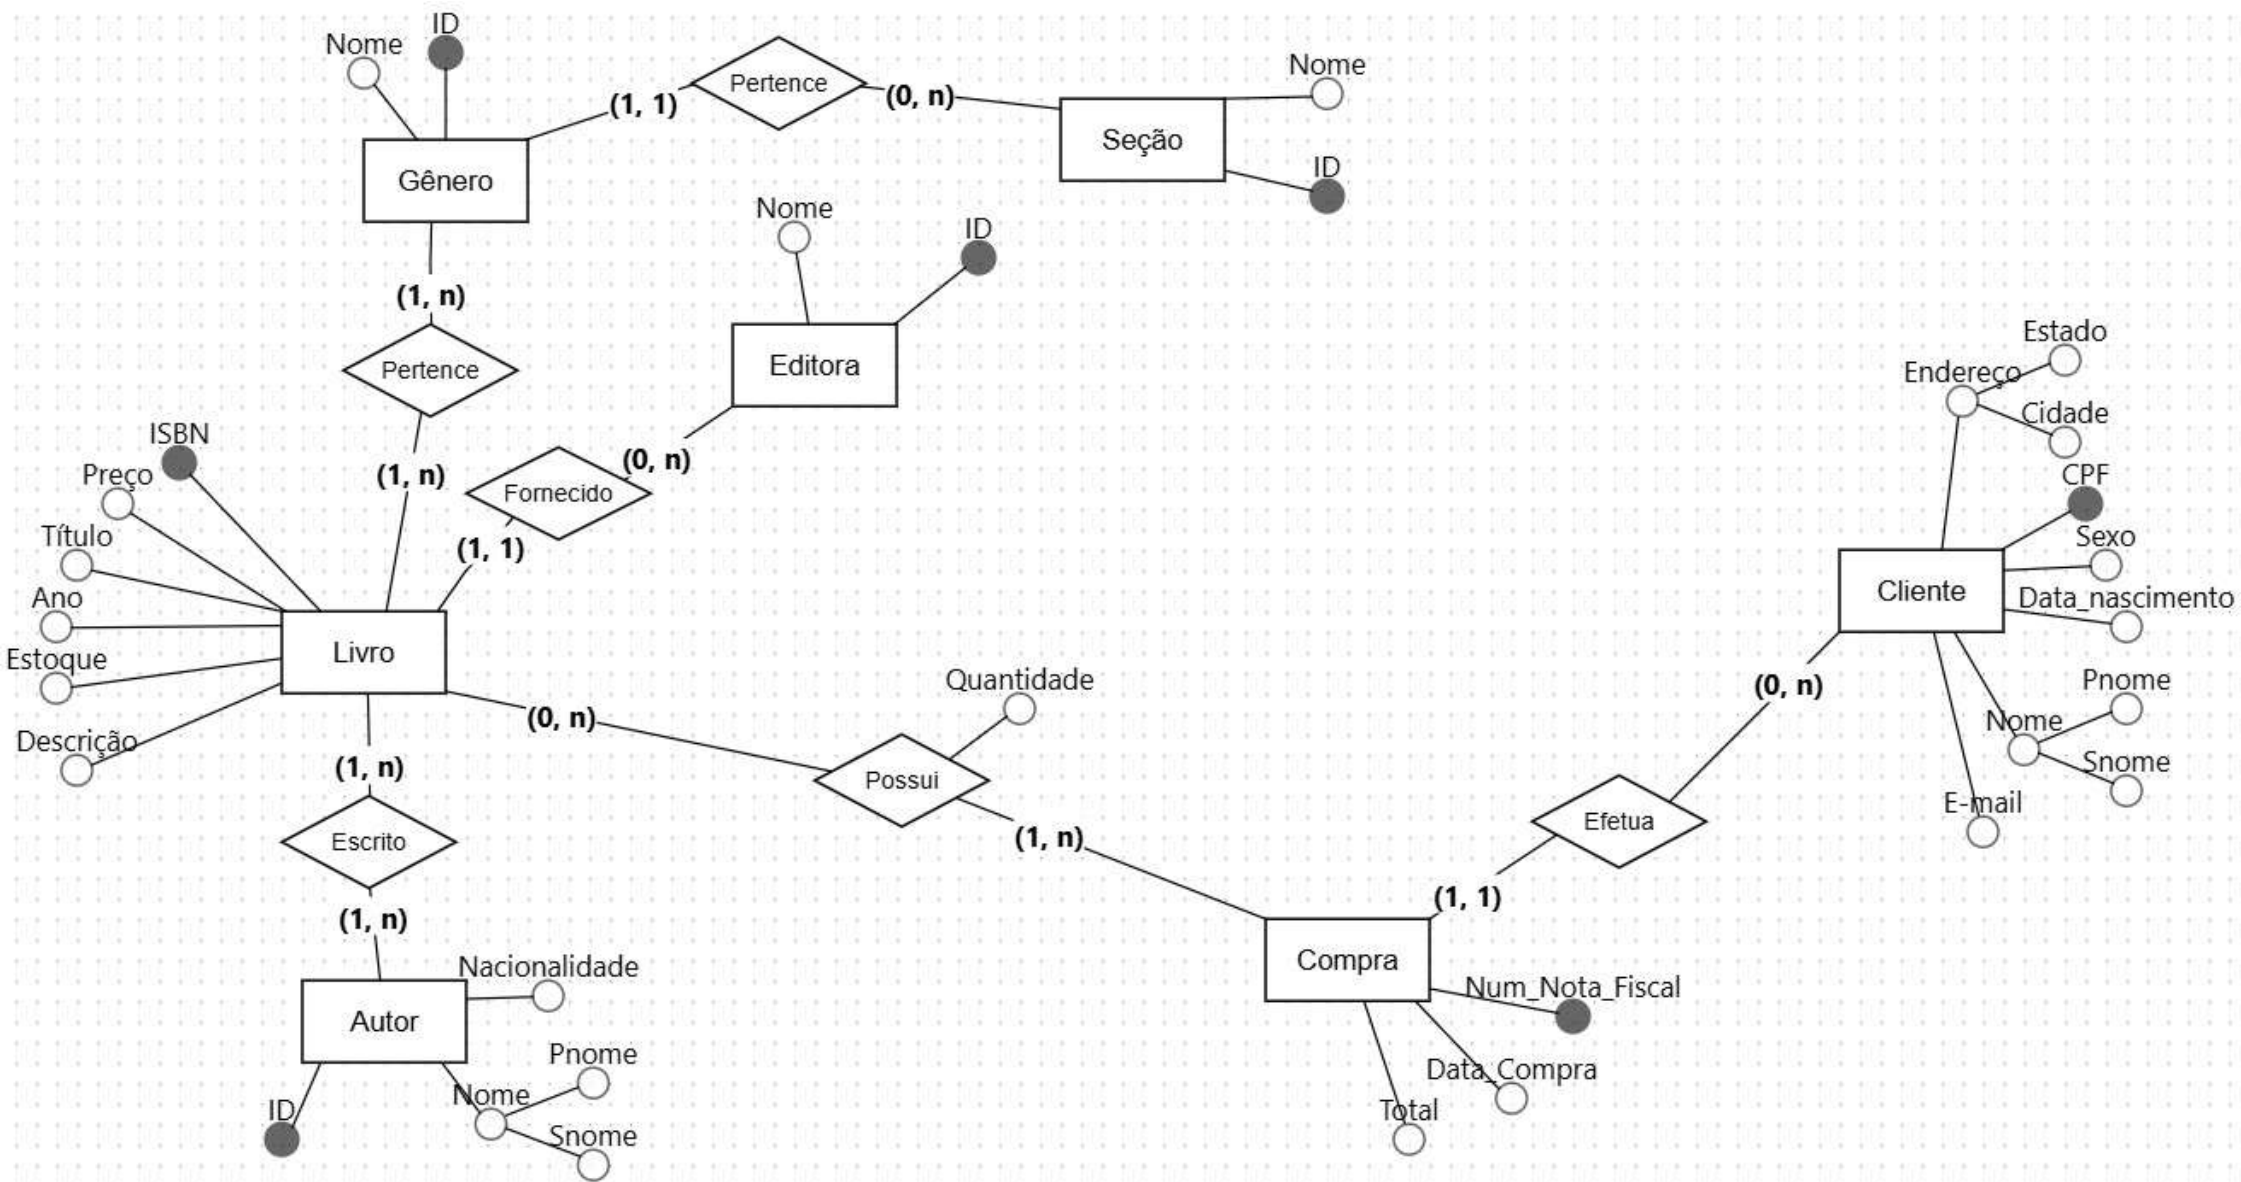 ID
Nome
Pertence
Nome
(1, 1)
(0, n)
Seção
ID
Gênero
Nome
ID
(1, n)
Estado
Endereço
Pertence
Editora
Cidade
ISBN
(0, n)
CPF
Preço
(1, n)
Fornecido
Título
(1, 1)
Sexo
Ano
Cliente
Data_nascimento
Estoque
Livro
Quantidade
(0, n)
Pnome
(0, n)
Nome
Descrição
(1, n)
Possui
Snome
E-mail
Escrito
(1, n)
Efetua
(1, n)
(1, 1)
Nacionalidade
Compra
Num_Nota_Fiscal
Autor
Pnome
Data_Compra
Nome
ID
Total
Snome